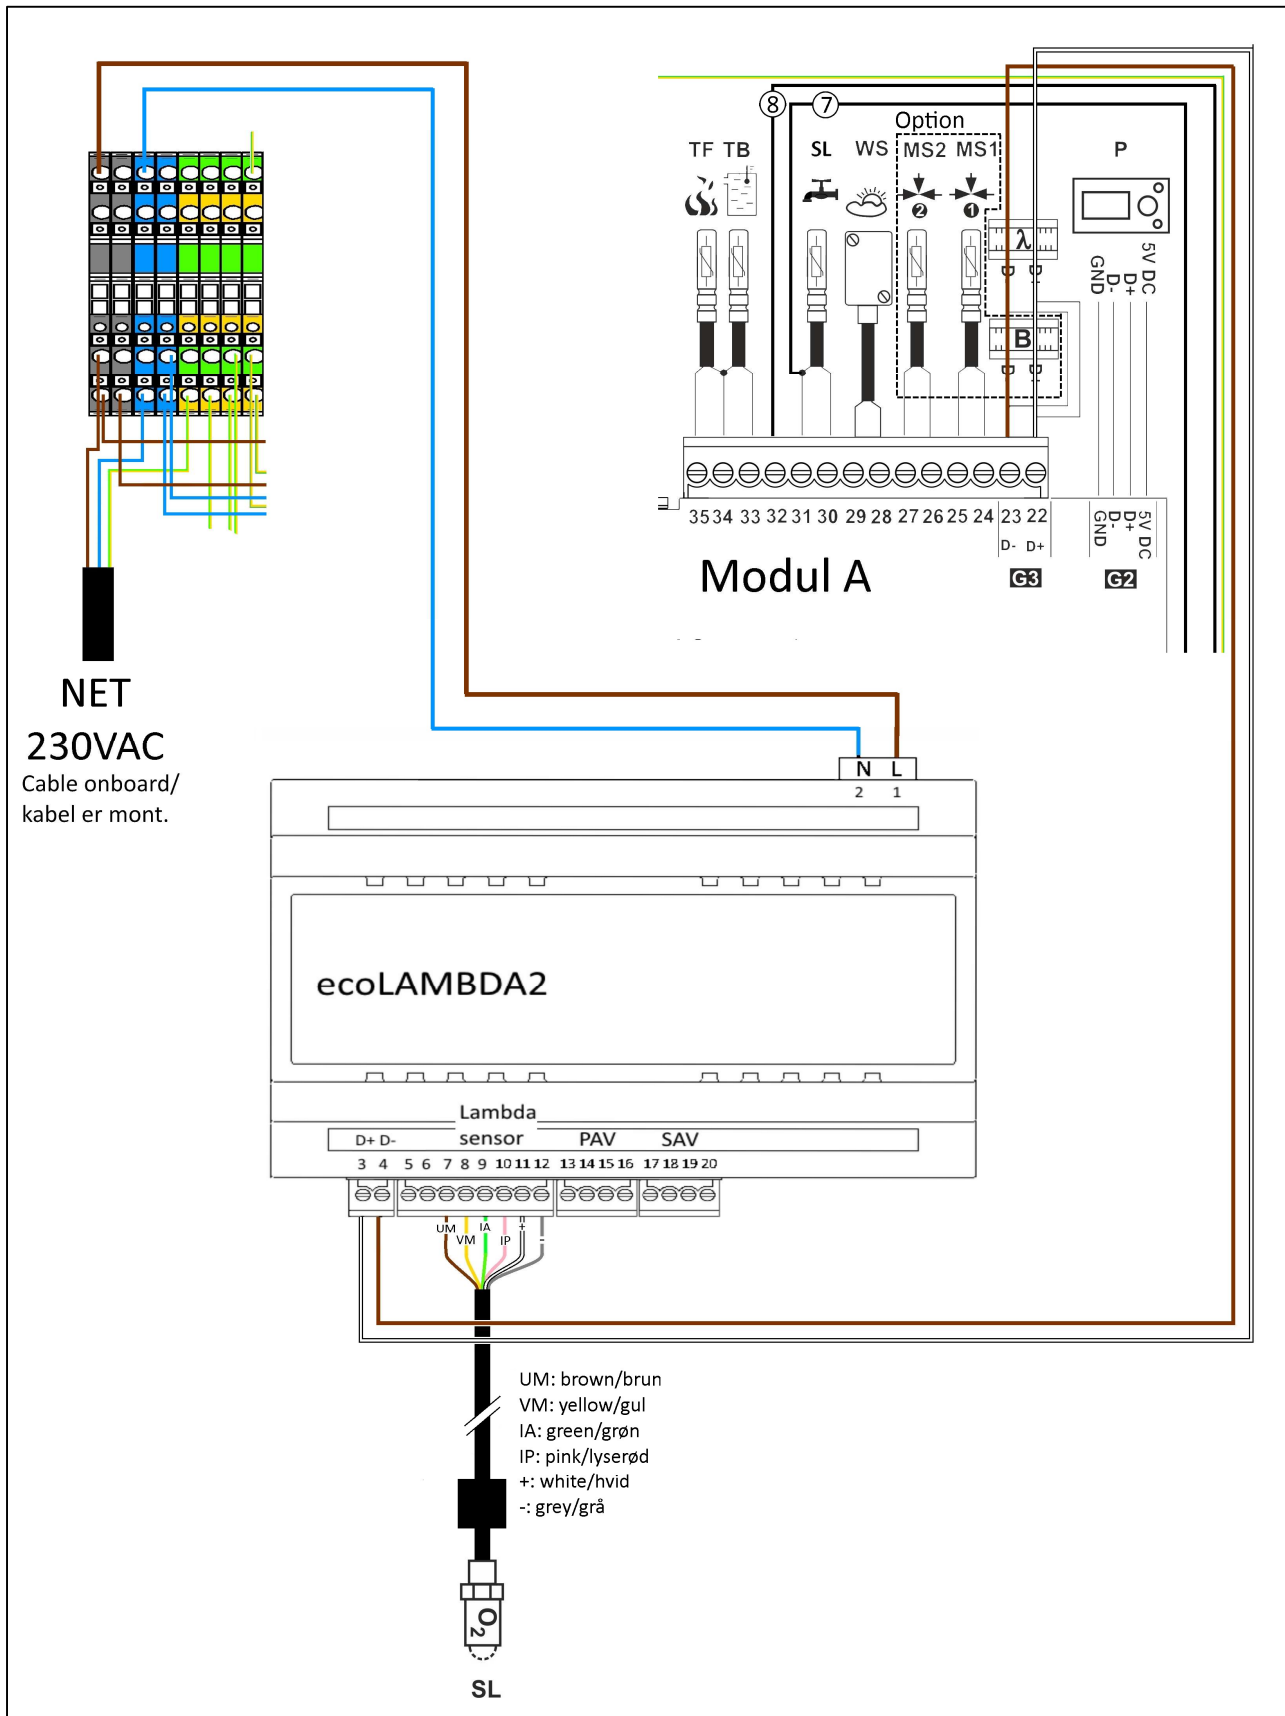 8 7
Option
TF TB SL WS MS2 MS1 P
2 1
λ
D- D+
GND D- D+ 5V DC
B
D- D+
35 34 33 32 31 30 29 28 27 26 25 24 23 22
D- D+
GND D- D+ 5V DC
G3 G2
Modul A
NET
230VAC
Cable onboard/
kabel er mont.
N L
2 1
ecoLAMBDA2
Lambda
D+ D- sensor PAV SAV
3 4 5 6 7 8 9 10 11 12 13 14 15 16 17 18 19 20
UM VM IA IP + -
UM: brown/brun
VM: yellow/gul
IA: green/grøn
IP: pink/lyserød
+: white/hvid
-: grey/grå
O2
SL